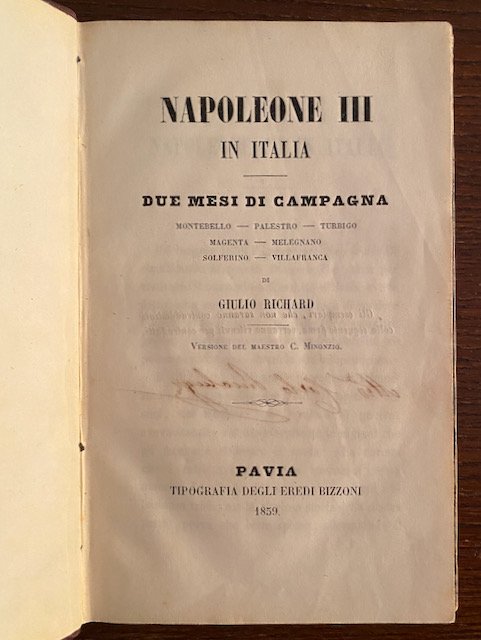 NAPOLEONE III
IN ITALIA
DUE MESI DI CAMPAGNA
MONTEBELLO — PALESTRO — TURBIGO
MAGENTA — MELEGNANO
SOLFERINO — VILLAFRANCA
DI
GIULIO RICHARD
VERSIONE DEL MAESTRO C. MINONZIO.
PAVIA
TIPOGRAFIA DEGLI EREDI BIZZONI
1859.